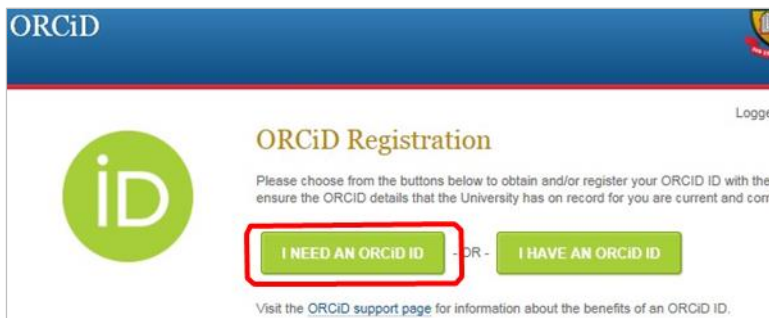 ORCiD
Logge
iD
ORCiD Registration
Please choose from the buttons below to obtain and/or register your ORCID ID with the
ensure the ORCID details that the University has on record for you are current and com
I NEED AN ORCiD ID
- OR -
I HAVE AN ORCiD ID
Visit the ORCiD support page for information about the benefits of an ORCiD ID.